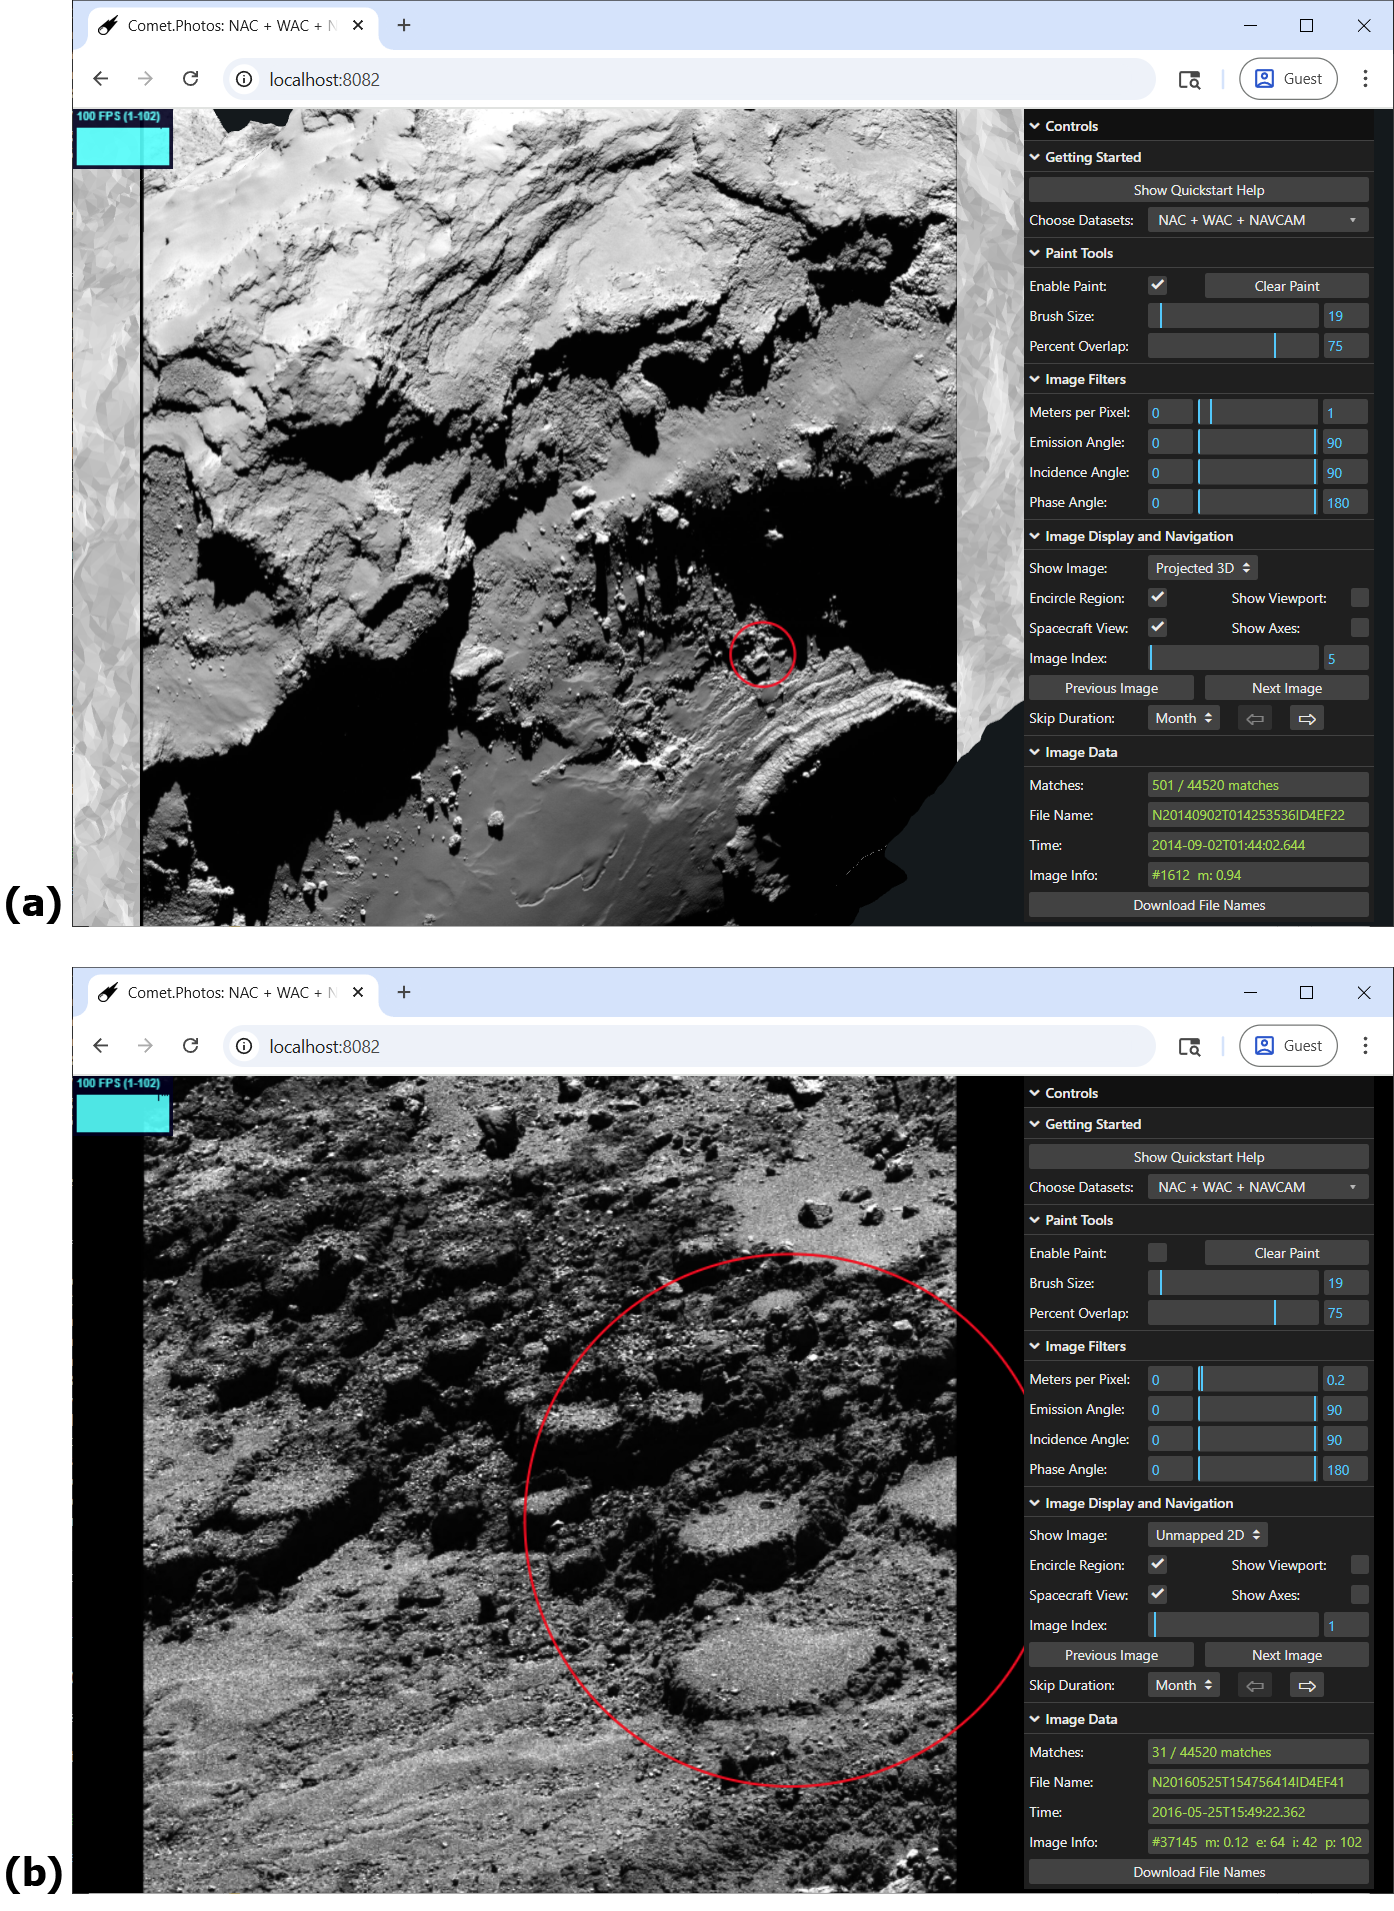 Comet.Photos: NAC + WAC + N
localhost:8082
Guest
100 FPS (1-102)
Controls
Getting Started
Show Quickstart Help
Choose Datasets: NAC + WAC + NAVCAM
Paint Tools
Enable Paint: Clear Paint
Brush Size: 19
Percent Overlap: 75
Image Filters
Meters per Pixel: 0 1
Emission Angle: 0 90
Incidence Angle: 0 90
Phase Angle: 0 180
Image Display and Navigation
Show Image: Projected 3D
Encircle Region: Show Viewport:
Spacecraft View: Show Axes:
Image Index: 5
Previous Image Next Image
Skip Duration: Month
Image Data
Matches: 501 / 44520 matches
File Name: N20140902T014253536ID4EF22
Time: 2014-09-02T01:44:02.644
Image Info: #1612 m: 0.94
Download File Names
(a)
Comet.Photos: NAC + WAC + N
localhost:8082
Guest
100 FPS (1-102)
Controls
Getting Started
Show Quickstart Help
Choose Datasets: NAC + WAC + NAVCAM
Paint Tools
Enable Paint: Clear Paint
Brush Size: 19
Percent Overlap: 75
Image Filters
Meters per Pixel: 0 0.2
Emission Angle: 0 90
Incidence Angle: 0 90
Phase Angle: 0 180
Image Display and Navigation
Show Image: Unmapped 2D
Encircle Region: Show Viewport:
Spacecraft View: Show Axes:
Image Index: 1
Previous Image Next Image
Skip Duration: Month
Image Data
Matches: 31 / 44520 matches
File Name: N20160525T154756414ID4EF41
Time: 2016-05-25T15:49:22.362
Image Info: #37145 m: 0.12 e: 64 i: 42 p: 102
Download File Names
(b)